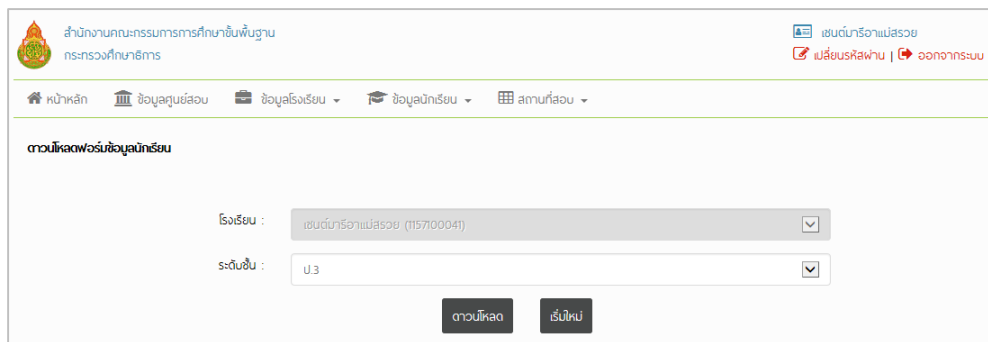 สำนักงานคณะกรรมการการศึกษาขั้นพื้นฐาน
กระทรวงศึกษาธิการ
เซนต์มารีอาแม่สรวย
เปลี่ยนรหัสผ่าน | ออกจากระบบ
หน้าหลัก ข้อมูลศูนย์สอบ ข้อมูลโรงเรียน ข้อมูลนักเรียน สถานที่สอบ
ดาวน์โหลดฟอร์มข้อมูลนักเรียน
โรงเรียน : เซนต์มารีอาแม่สรวย (1157100041)
ระดับชั้น : ป.3
ดาวน์โหลด เริ่มใหม่